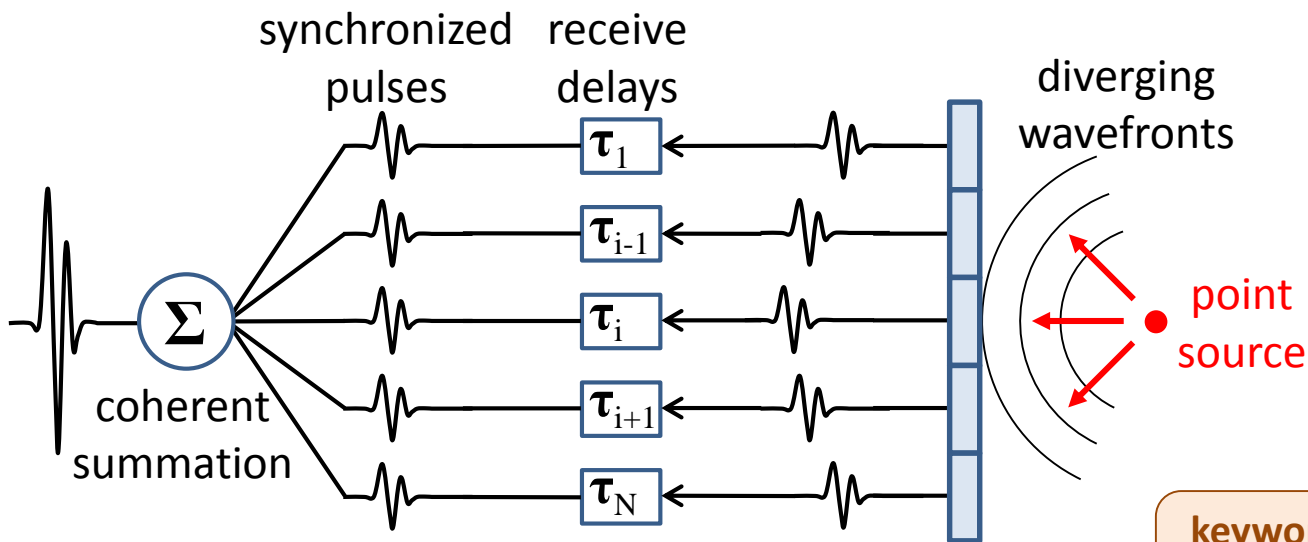 synchronized
pulses
receive
delays
diverging
wavefronts
τ1
τi-1
τi
τi+1
τN
Σ
coherent
summation
point
source